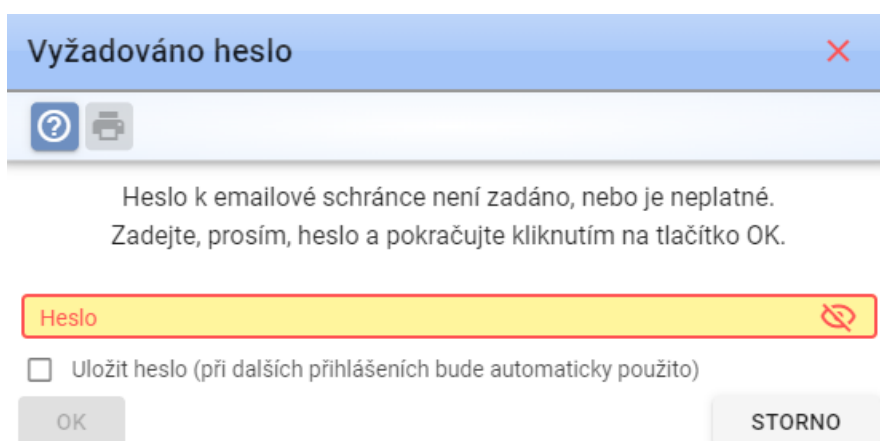 Vyžadováno heslo
Heslo k emailové schránce není zadáno, nebo je neplatné.
Zadejte, prosím, heslo a pokračujte kliknutím na tlačítko OK.
Heslo
Uložit heslo (při dalších přihlášeních bude automaticky použito)
OK
STORNO